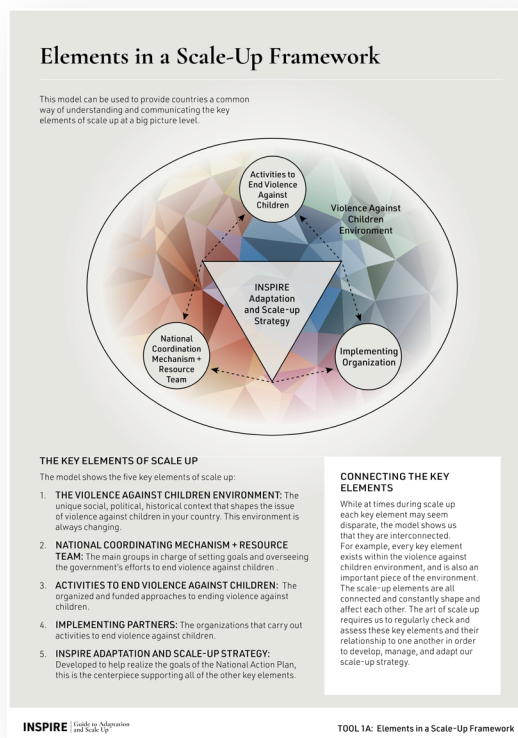 Elements in a Scale-Up Framework
This model can be used to provide countries a common
way of understanding and communicating the key
elements of scale up at a big picture level.
Activities to
End Violence
Against
Children
Violence Against
Children
Environment
INSPIRE
Adaptation
and Scale-up
Strategy
National
Coordination
Mechanism +
Resource
Team
Implementing
Organization
THE KEY ELEMENTS OF SCALE UP
The model shows the five key elements of scale up:
1. THE VIOLENCE AGAINST CHILDREN ENVIRONMENT: The
unique social, political, historical context that shapes the issue
of violence against children in your country. This environment is
always changing.
2. NATIONAL COORDINATING MECHANISM + RESOURCE
TEAM: The main groups in charge of setting goals and overseeing
the government's efforts to end violence against children .
3. ACTIVITIES TO END VIOLENCE AGAINST CHILDREN: The
organized and funded approaches to ending violence against
children.
4. IMPLEMENTING PARTNERS: The organizations that carry out
activities to end violence against children.
5. INSPIRE ADAPTATION AND SCALE-UP STRATEGY:
Developed to help realize the goals of the National Action Plan,
this is the centerpiece supporting all of the other key elements.
CONNECTING THE KEY
ELEMENTS
While at times during scale up
each key element may seem
disparate, the model shows us
that they are interconnected.
For example, every key element
exists within the violence against
children environment, and is also an
important piece of the environment.
The scale-up elements are all
connected and constantly shape and
affect each other. The art of scale up
requires us to regularly check and
assess these key elements and their
relationship to one another in order
to develop, manage, and adapt our
scale-up strategy.
INSPIRE | Guide to Adaptation
and Scale Up
TOOL 1A: Elements in a Scale-Up Framework